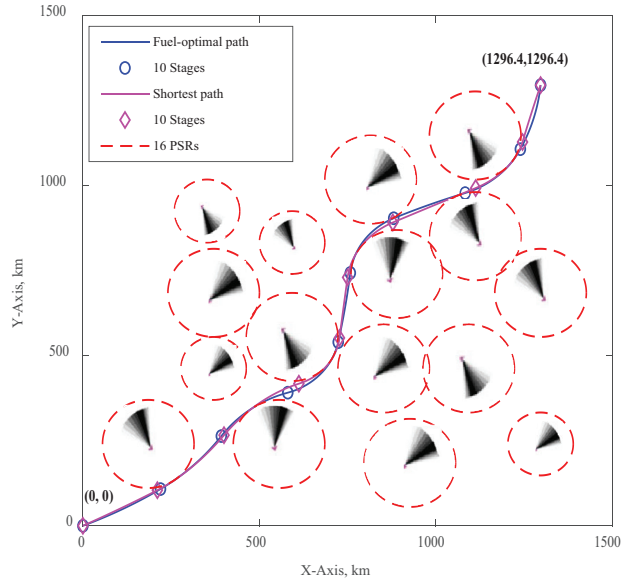 1500
Fuel-optimal path
10 Stages
Shortest path
10 Stages
16 PSRs
(1296.4,1296.4)
1000
Y-Axis, km
500
(0, 0)
0
0
500
1000
1500
X-Axis, km